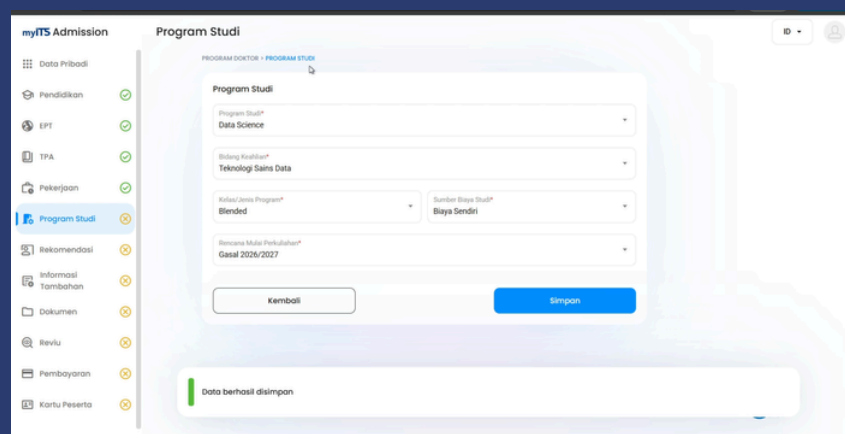 myITS Admission
Program Studi
ID
Data Pribadi
Pendidikan
EPT
TPA
Pekerjaan
Program Studi
Rekomendasi
Informasi
Tambahan
Dokumen
Reviu
Pembayaran
Kartu Peserta
PROGRAM DOKTOR > PROGRAM STUDI
Program Studi
Program Studi*
Data Science
Bidang Keahlian*
Teknologi Sains Data
Kelas/Jenis Program*
Blended
Sumber Biaya Studi*
Biaya Sendiri
Rencana Mulai Perkuliahan*
Gasal 2026/2027
Kembali
Simpan
Data berhasil disimpan